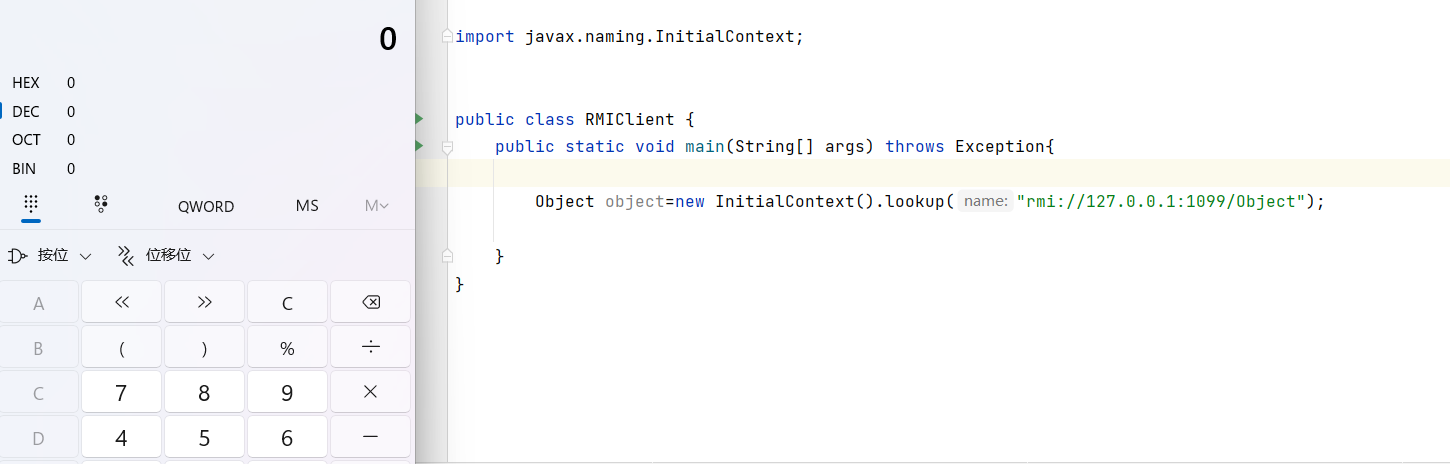 0
HEX 0
DEC 0
OCT 0
BIN 0
QWORD MS M
按位 位移位
A << >> C
B ( ) % ÷
C 7 8 9 ×
D 4 5 6 −
import javax.naming.InitialContext;
public class RMIClient {
public static void main(String[] args) throws Exception{
Object object=new InitialContext().lookup( name: "rmi://127.0.0.1:1099/Object");
}
}